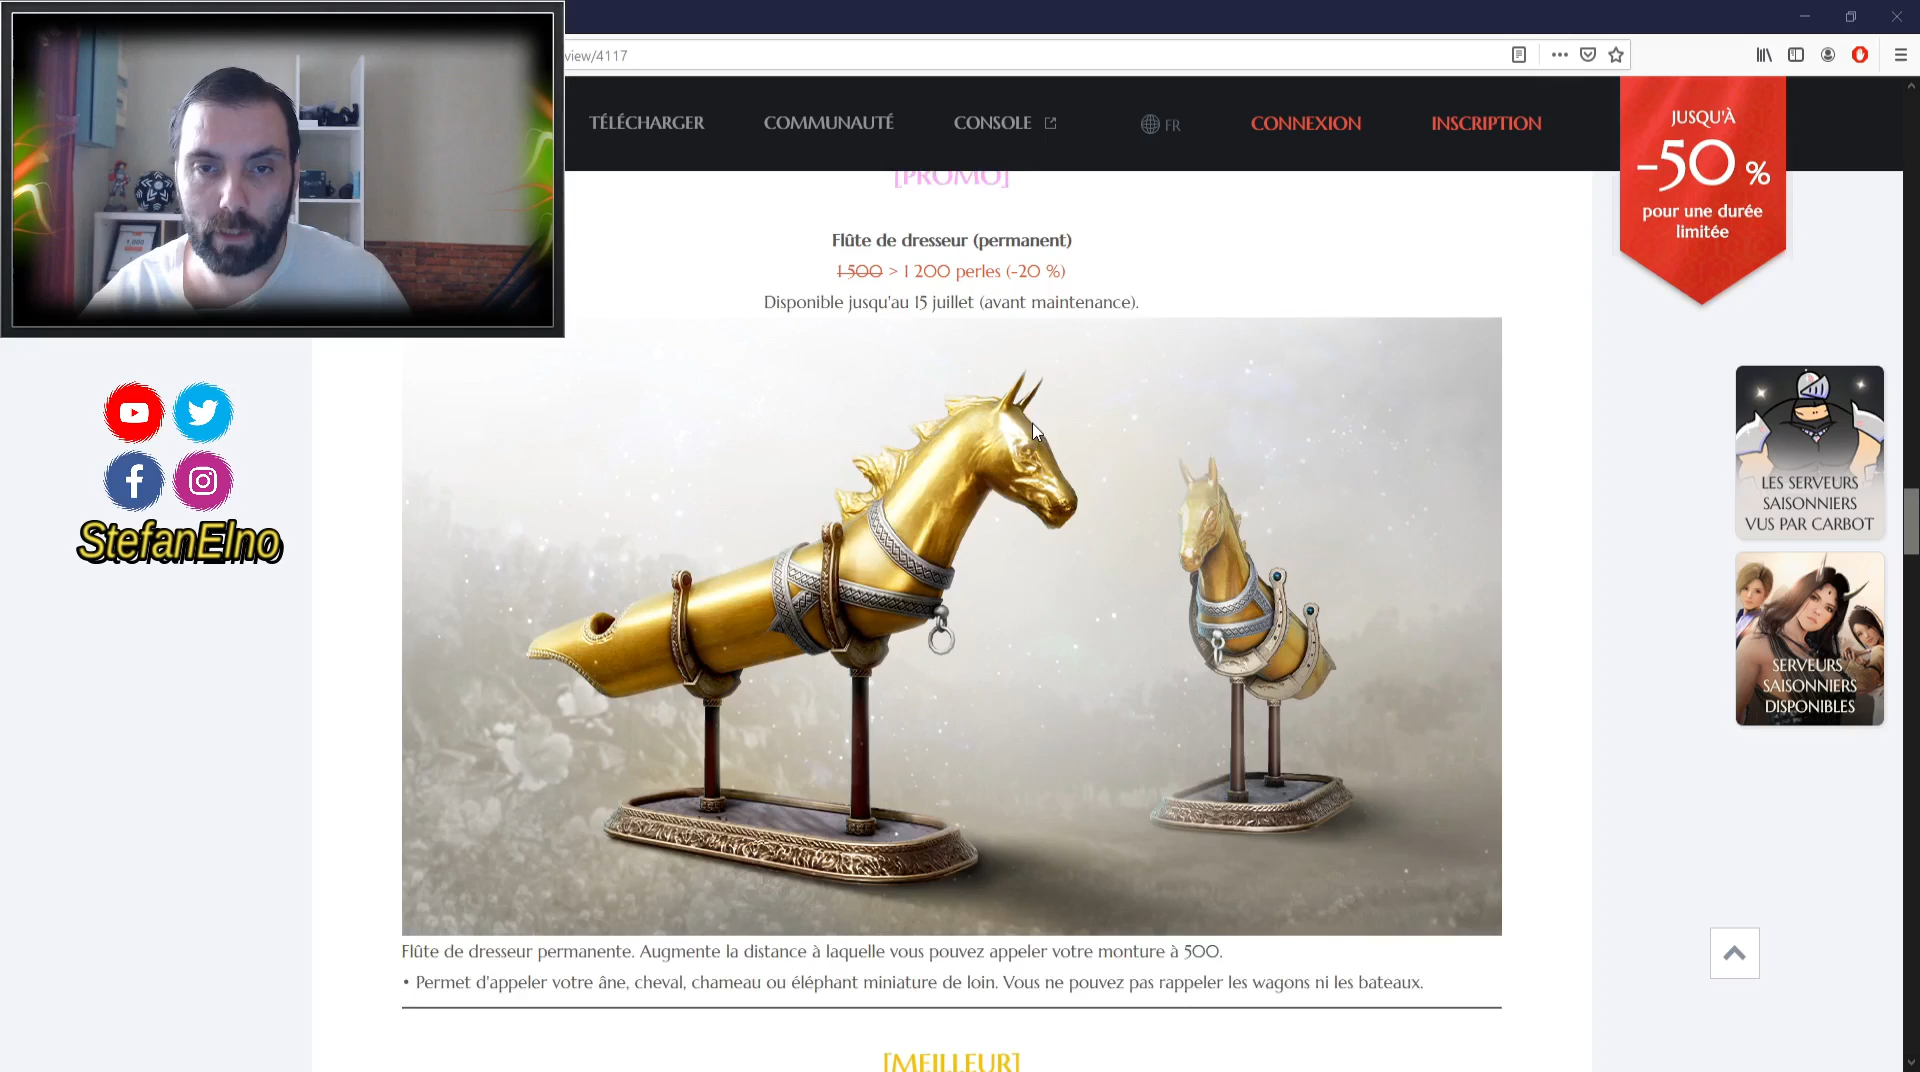 view/4117
TÉLÉCHARGER
COMMUNAUTÉ
CONSOLE
FR
CONNEXION
INSCRIPTION
JUSQU'À
-50 %
pour une durée
limitée
[PROMO]
Flûte de dresseur (permanent)
1 500 > 1 200 perles (-20 %)
Disponible jusqu'au 15 juillet (avant maintenance).
StefanElno
LES SERVEURS
SAISONNIERS
VUS PAR CARBOT
SERVEURS
SAISONNIERS
DISPONIBLES
Flûte de dresseur permanente. Augmente la distance à laquelle vous pouvez appeler votre monture à 500.
• Permet d'appeler votre âne, cheval, chameau ou éléphant miniature de loin. Vous ne pouvez pas rappeler les wagons ni les bateaux.
[MEILLEUR]